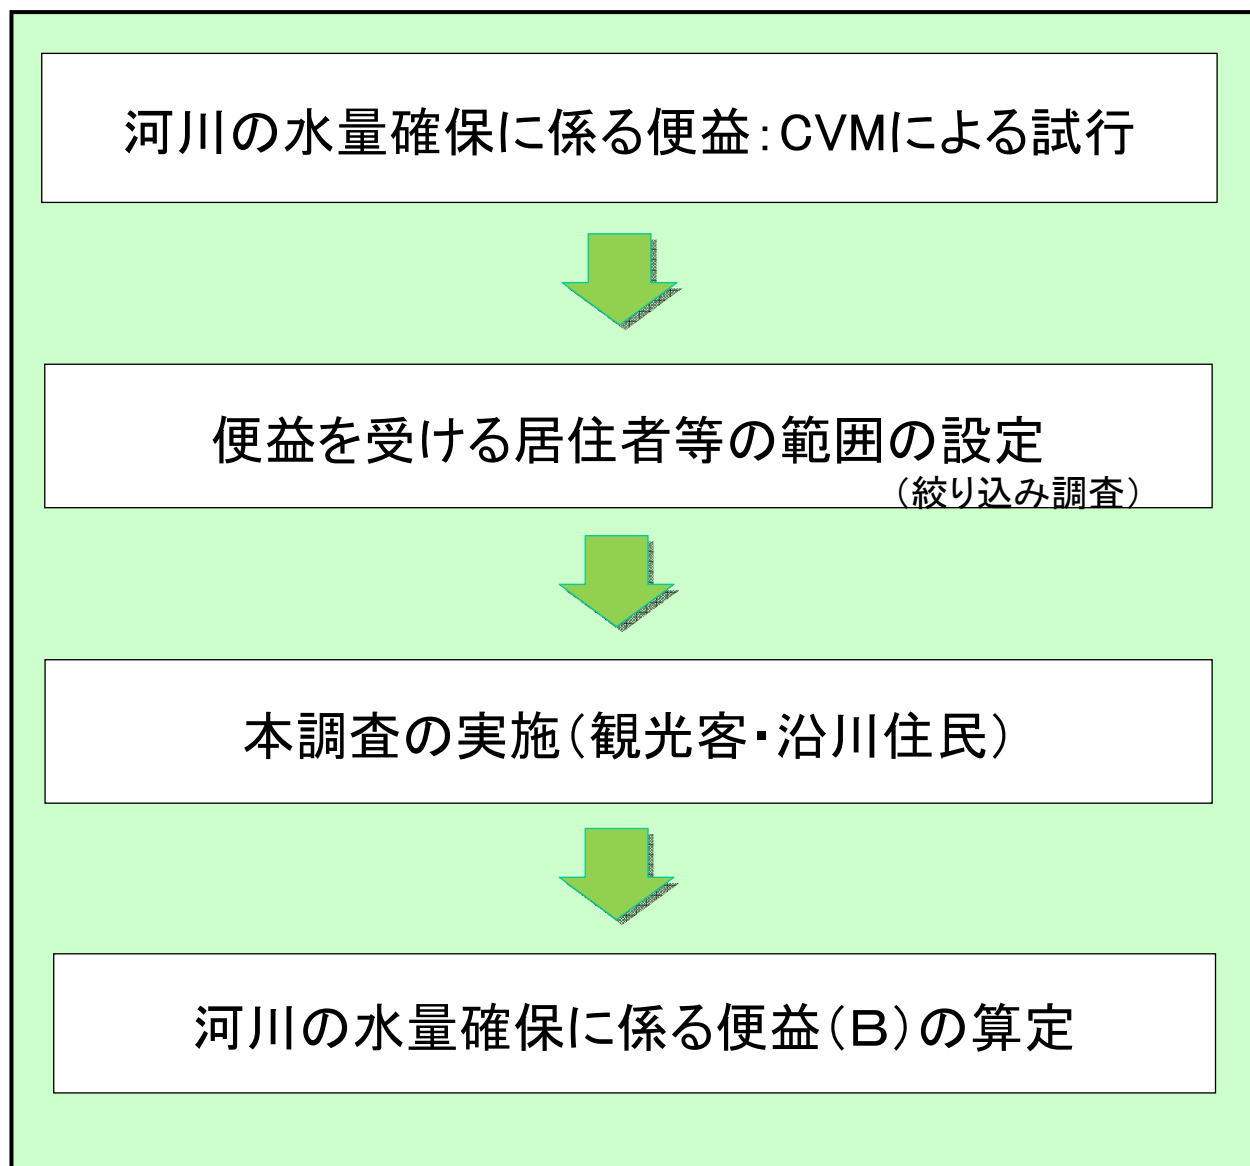 河川の水量確保に係る便益：CVMによる試行
便益を受ける居住者等の範囲の設定
（絞り込み調査）
本調査の実施（観光客・沿川住民）
河川の水量確保に係る便益（Ｂ）の算定